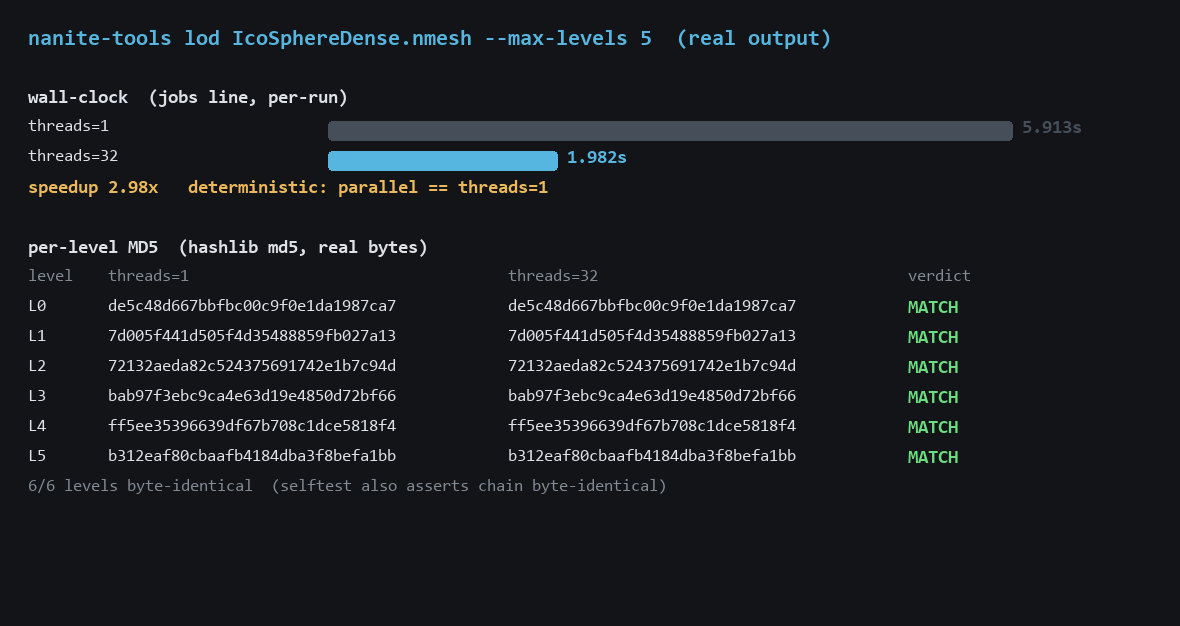 nanite-tools lod IcoSphereDense.nmesh --max-levels 5 (real output)
wall-clock (jobs line, per-run)
threads=1 5.913s
threads=32 1.982s
speedup 2.98x deterministic: parallel == threads=1
per-level MD5 (hashlib md5, real bytes)
level threads=1 threads=32 verdict
L0 de5c48d667bbfbc00c9f0e1da1987ca7 de5c48d667bbfbc00c9f0e1da1987ca7 MATCH
L1 7d005f441d505f4d35488859fb027a13 7d005f441d505f4d35488859fb027a13 MATCH
L2 72132aeda82c524375691742e1b7c94d 72132aeda82c524375691742e1b7c94d MATCH
L3 bab97f3ebc9ca4e63d19e4850d72bf66 bab97f3ebc9ca4e63d19e4850d72bf66 MATCH
L4 ff5ee35396639df67b708c1dce5818f4 ff5ee35396639df67b708c1dce5818f4 MATCH
L5 b312eaf80cbaafb4184dba3f8befa1bb b312eaf80cbaafb4184dba3f8befa1bb MATCH
6/6 levels byte-identical (selftest also asserts chain byte-identical)